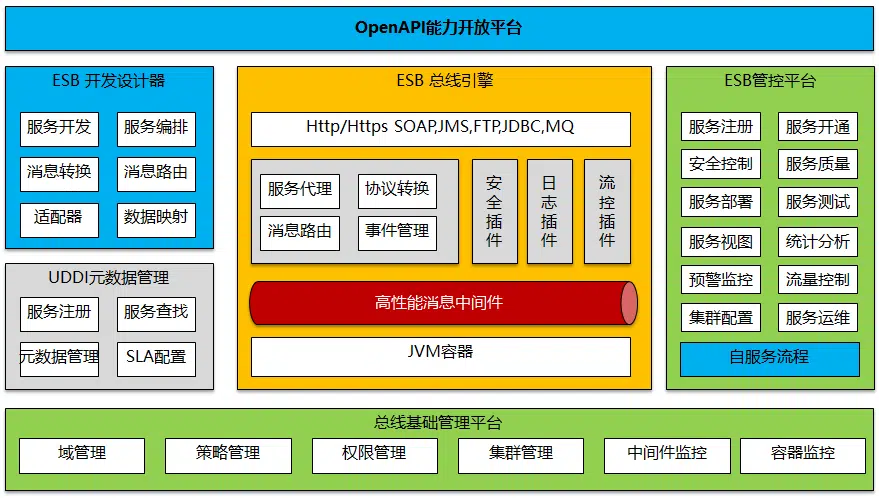 OpenAPI能力开放平台
ESB 开发设计器
服务开发 服务编排
消息转换 消息路由
适配器 数据映射
UDDI元数据管理
服务注册 服务查找
元数据管理 SLA配置
ESB 总线引擎
Http/Https SOAP,JMS,FTP,JDBC,MQ
服务代理 协议转换
消息路由 事件管理
安全插件
日志插件
流控插件
高性能消息中间件
JVM容器
ESB管控平台
服务注册 服务开通
安全控制 服务质量
服务部署 服务测试
服务视图 统计分析
预警监控 流量控制
集群配置 服务运维
自服务流程
总线基础管理平台
域管理 策略管理 权限管理 集群管理 中间件监控 容器监控